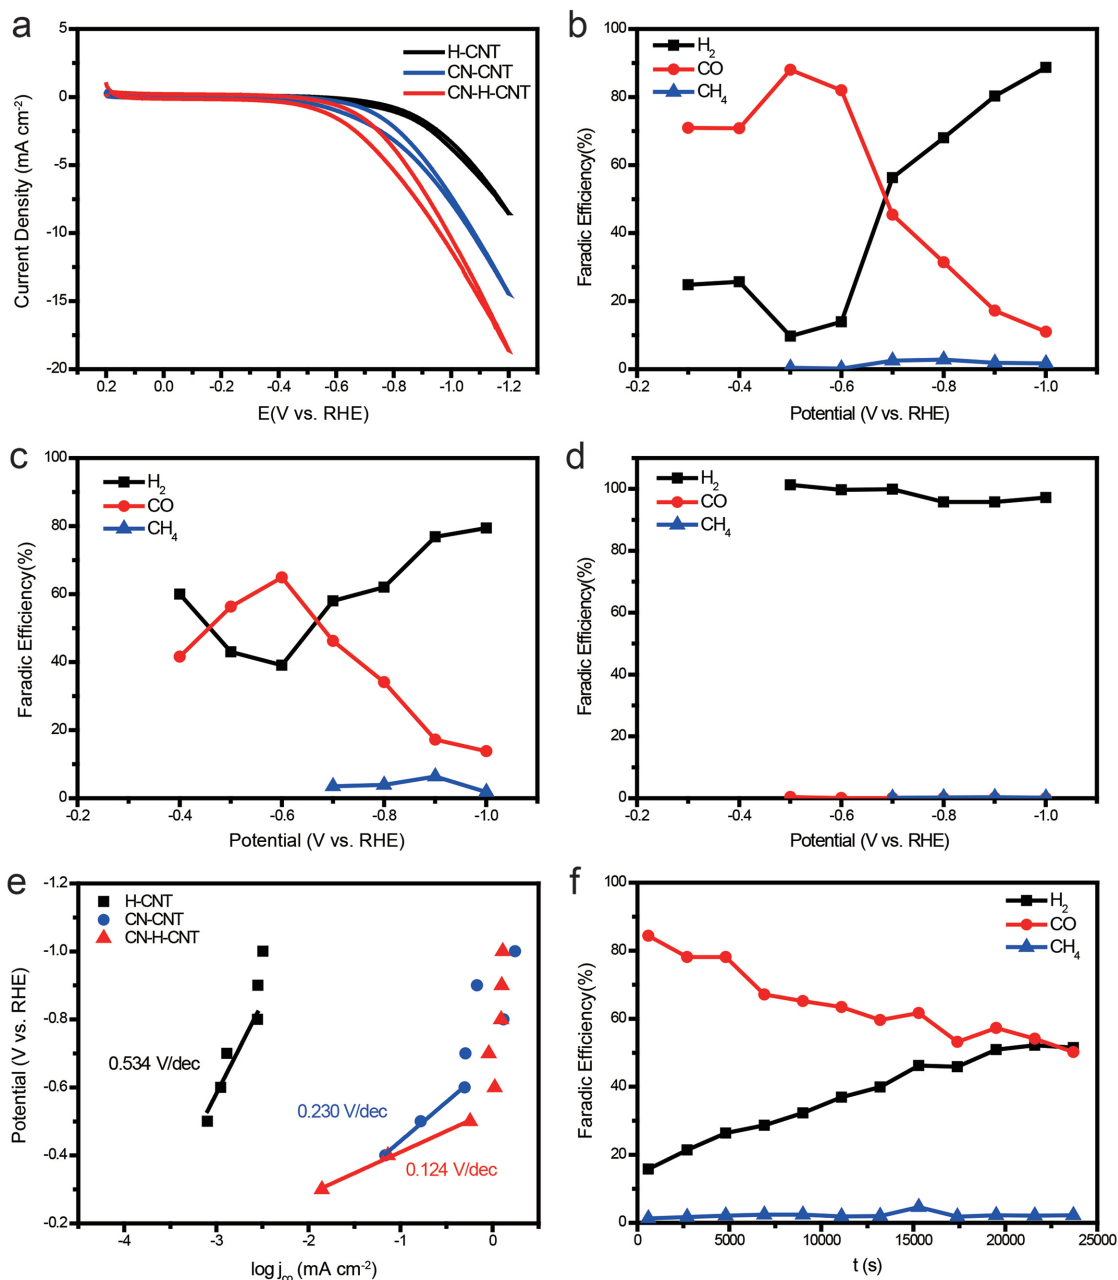 a
5
0
-5
-10
-15
-20
Current Density (mA cm-2)
H-CNT
CN-CNT
CN-H-CNT
0.2
0.0
-0.2
-0.4
-0.6
-0.8
-1.0
-1.2
E(V vs. RHE)
b
100
80
60
40
20
0
Faradic Efficiency(%)
H2
CO
CH4
-0.2
-0.4
-0.6
-0.8
-1.0
Potential (V vs. RHE)
c
100
80
60
40
20
0
Faradic Efficiency(%)
H2
CO
CH4
-0.4
-0.6
-0.8
-1.0
Potential (V vs. RHE)
d
100
80
60
40
20
0
Faradic Efficiency(%)
H2
CO
CH4
-0.2
-0.4
-0.6
-0.8
-1.0
Potential (V vs. RHE)
e
-1.2
-1.0
-0.8
-0.6
-0.4
-0.2
Potential (V vs. RHE)
H-CNT
CN-CNT
CN-H-CNT
0.534 V/dec
0.230 V/dec
0.124 V/dec
-4
-3
-2
-1
0
log jco (mA cm-2)
f
100
80
60
40
20
0
Faradic Efficiency(%)
H2
CO
CH4
0
5000
10000
15000
20000
25000
t (s)